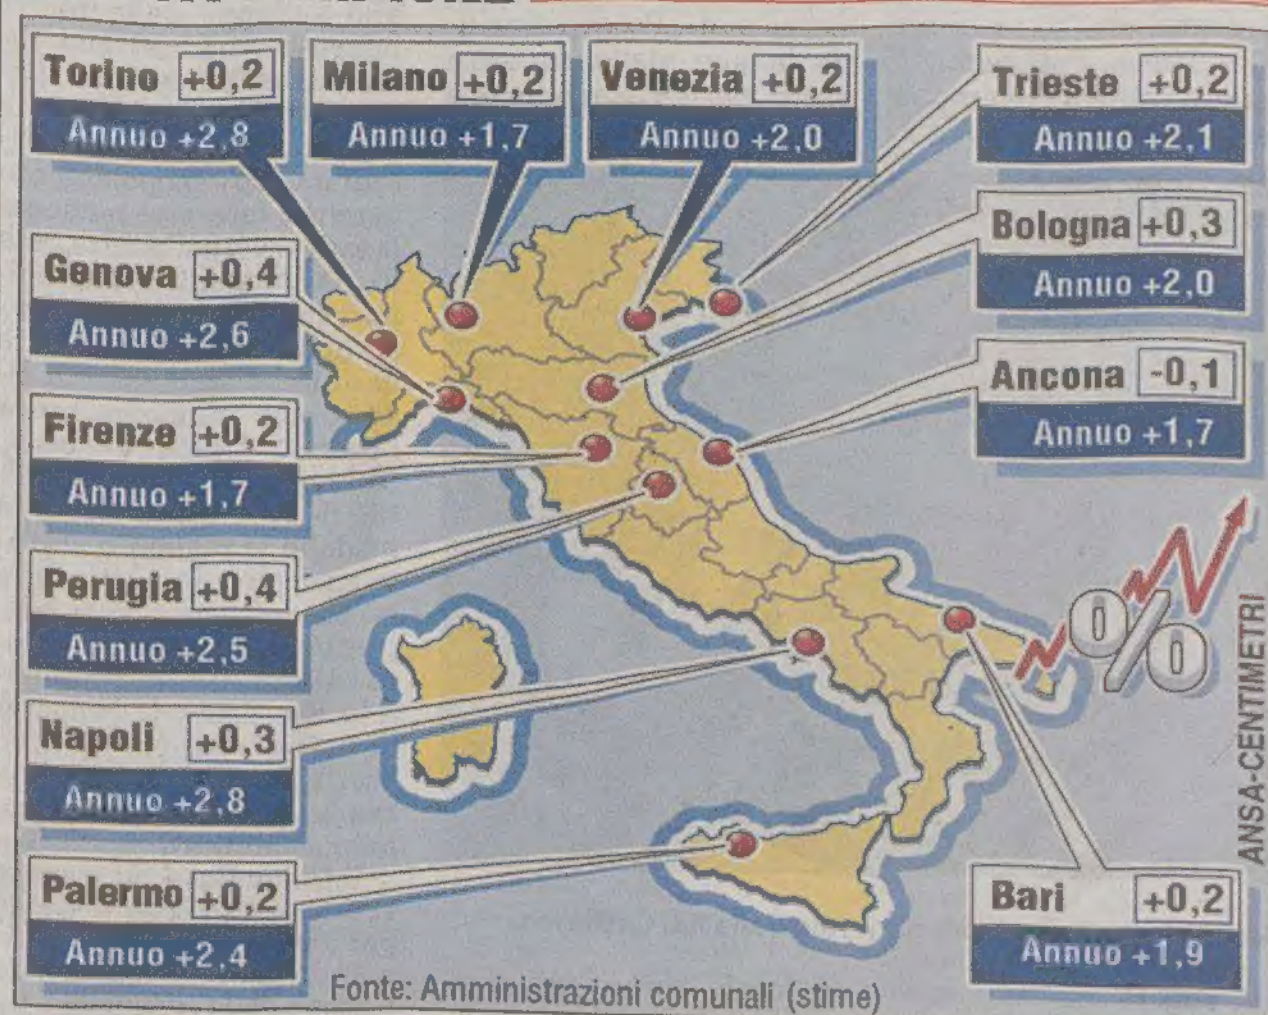 Torino +0,2
Annuo +2,8
Milano +0,2
Annuo +1,7
Venezia +0,2
Annuo +2,0
Trieste +0,2
Annuo +2,1
Genova +0,4
Annuo +2,6
Bologna +0,3
Annuo +2,0
Firenze +0,2
Annuo +1,7
Ancona -0,1
Annuo +1,7
Perugia +0,4
Annuo +2,5
Napoli +0,3
Annuo +2,8
Palermo +0,2
Annuo +2,4
Bari +0,2
Annuo +1,9
%
ANSA-CENTIMETRI
Fonte: Amministrazioni comunali (stime)